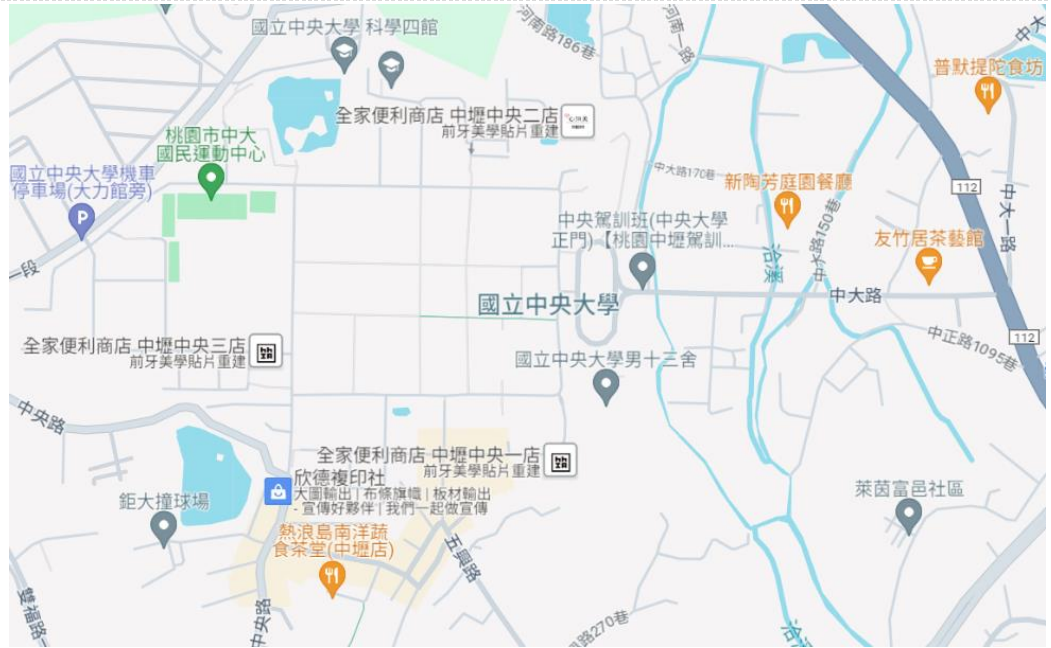 國立中央大學 科學四館
河南路186巷
河南一路
中大
普默提陀食坊
全家便利商店 中壢中央二店
前牙美學貼片重建
桃園市中大
國民運動中心
國立中央大學機車
停車場(大力館旁)
P
中大路170巷
新陶芳庭園餐廳
112
中大一路
中央駕訓班(中央大學
正門)【桃園中壢駕訓...
洽溪
中大路150巷
友竹居茶藝館
一段
國立中央大學
中大路
全家便利商店 中壢中央三店
前牙美學貼片重建
中正路1095巷
112
國立中央大學男十三舍
中央路
全家便利商店 中壢中央一店
前牙美學貼片重建
欣德複印社
大圖輸出 | 布條旗幟 | 板材輸出
- 宣傳好夥伴 | 我們一起做宣傳
鉅大撞球場
萊茵富邑社區
熱浪島南洋蔬
食茶堂(中壢店)
五興路
雙福路一
中央路
興路270巷
洽溪